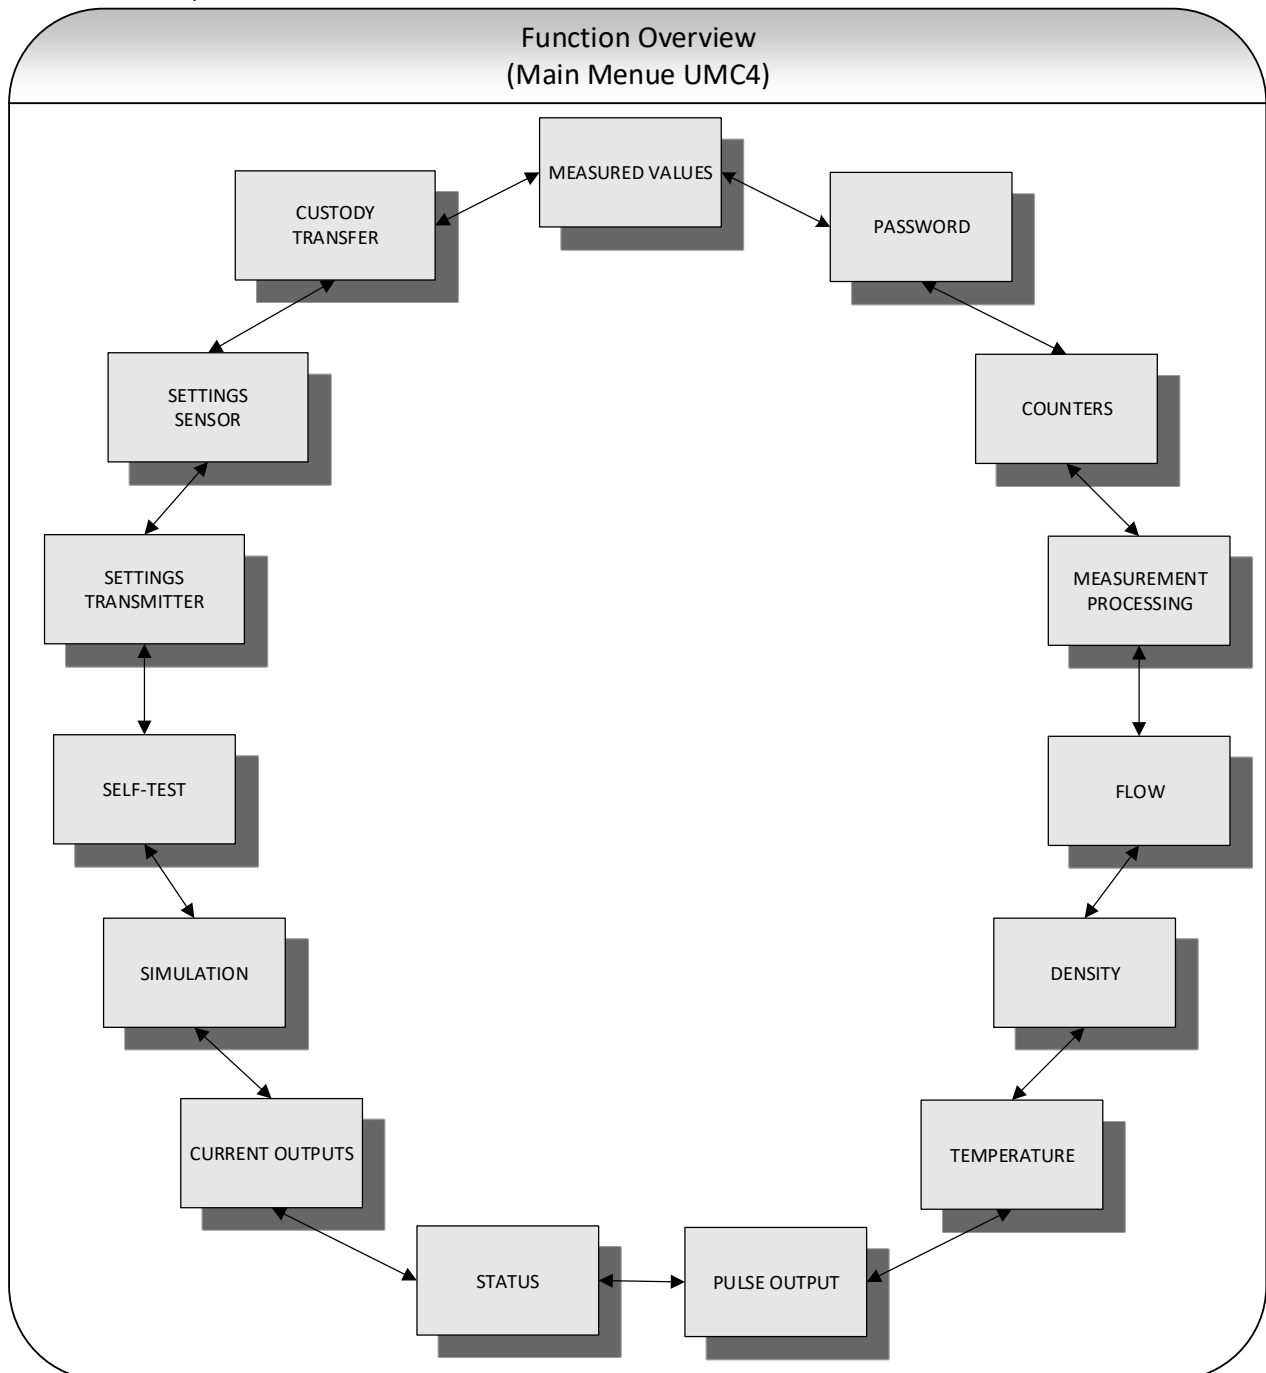 Function Overview
(Main Menue UMC4)
MEASURED VALUES
CUSTODY
TRANSFER
PASSWORD
SETTINGS
SENSOR
COUNTERS
SETTINGS
TRANSMITTER
MEASUREMENT
PROCESSING
SELF-TEST
FLOW
SIMULATION
DENSITY
CURRENT OUTPUTS
TEMPERATURE
STATUS
PULSE OUTPUT